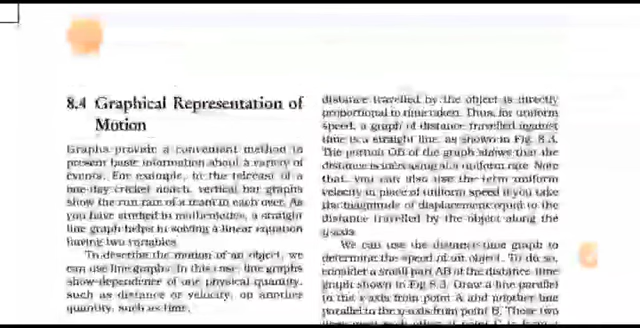 8.4 Graphical Representation of
Motion
Graphs provide a convenient method to
present basic information about a variety of
events. For example, in the telecast of a
one-day cricket match, vertical bar graphs
show the run rate of a team in each over. As
you have studied in mathematics, a straight
line graph helps in solving a linear equation
having two variables.
To describe the motion of an object, we
can use line graphs. In this case, line graphs
show dependence of one physical quantity,
such as distance or velocity, on another
quantity, such as time.
distance travelled by the object is directly
proportional to time taken. Thus, for uniform
speed, a graph of distance travelled against
time is a straight line, as shown in Fig. 8.3.
The portion OB of the graph shows that the
distance is increasing at a uniform rate. Note
that, you can also use the term uniform
velocity in place of uniform speed if you take
the magnitude of displacement equal to the
distance travelled by the object along the
y-axis.
We can use the distance-time graph to
determine the speed of an object. To do so,
consider a small part AB of the distance-time
graph shown in Fig 8.3. Draw a line parallel
to the x-axis from point A and another line
parallel to the y-axis from point B. These two